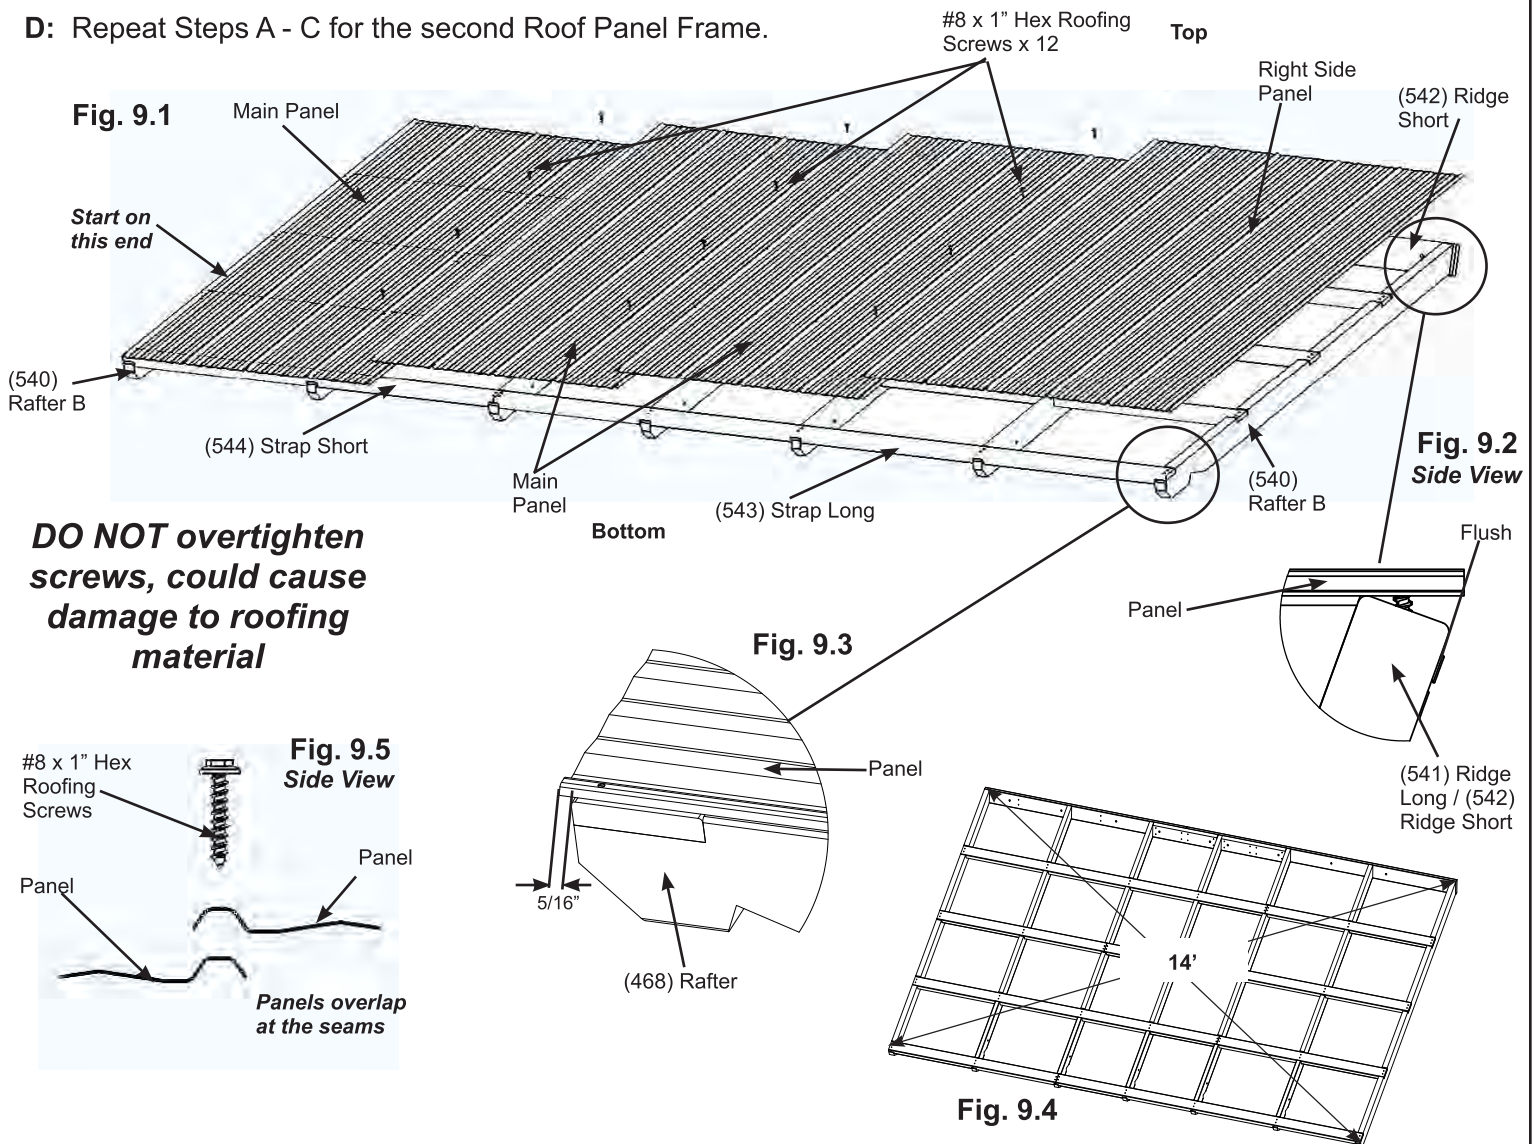 D: Repeat Steps A - C for the second Roof Panel Frame.
#8 x 1” Hex Roofing
Screws x 12
Top
Right Side
Panel
(542) Ridge
Short
Fig. 9.1
Main Panel
Start on
this end
(540)
Rafter B
(544) Strap Short
Main
Panel
Bottom
(543) Strap Long
(540)
Rafter B
Fig. 9.2
Side View
Flush
Panel
(541) Ridge
Long / (542)
Ridge Short
DO NOT overtighten
screws, could cause
damage to roofing
material
Fig. 9.3
Panel
5/16”
(468) Rafter
Fig. 9.5
Side View
#8 x 1” Hex
Roofing
Screws
Panel
Panel
Panels overlap
at the seams
14’
Fig. 9.4